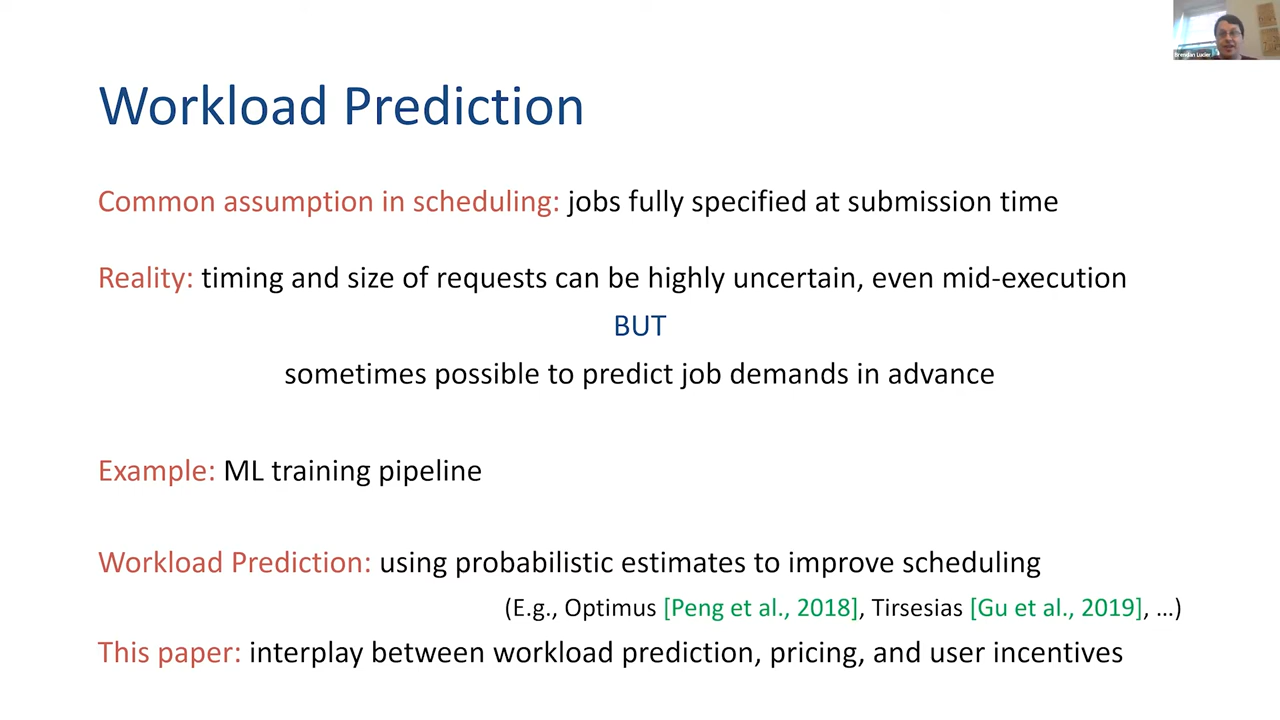 Brendan Lucier
Workload Prediction
Common assumption in scheduling: jobs fully specified at submission time
Reality: timing and size of requests can be highly uncertain, even mid-execution
BUT
sometimes possible to predict job demands in advance
Example: ML training pipeline
Workload Prediction: using probabilistic estimates to improve scheduling
(E.g., Optimus [Peng et al., 2018], Tirsesias [Gu et al., 2019], ...)
This paper: interplay between workload prediction, pricing, and user incentives